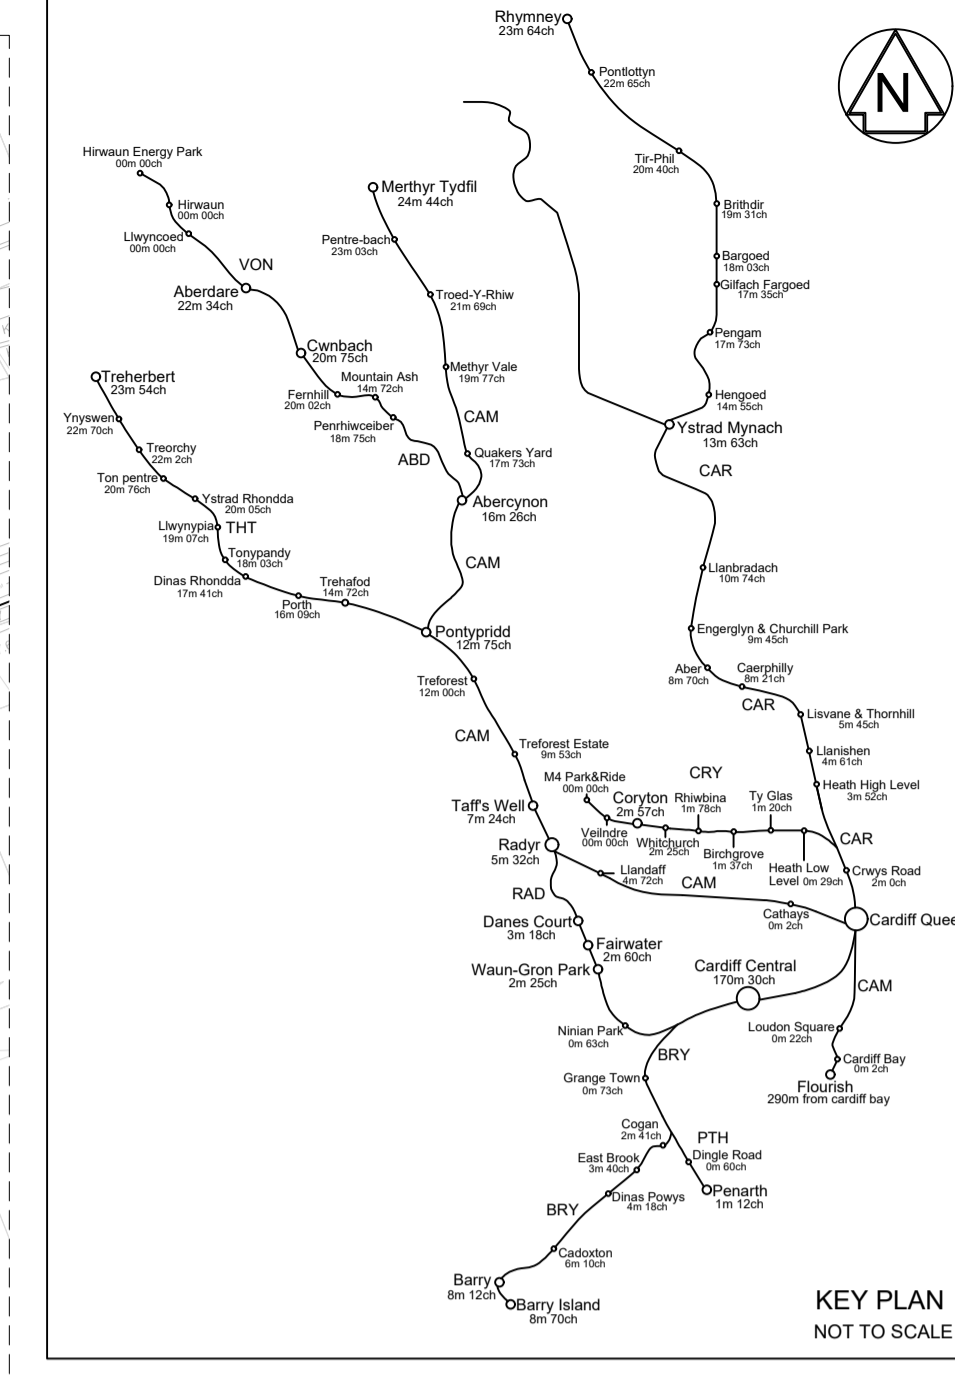 Rhymney
23m 64ch
Pontlottyn
22m 65ch
N
Tir-Phil
20m 40ch
Brithdir
19m 31ch
Bargoed
18m 03ch
Gilfach Fargoed
17m 35ch
Pengam
17m 73ch
Hengoed
14m 55ch
Ystrad Mynach
13m 63ch
CAR
Hirwaun Energy Park
00m 00ch
Hirwaun
00m 00ch
Llwyncoed
00m 00ch
VON
Aberdare
22m 34ch
Cwnbach
20m 75ch
Fernhill
20m 02ch
Mountain Ash
14m 72ch
Penrhiwceiber
18m 75ch
ABD
Merthyr Tydfil
24m 44ch
Pentre-bach
23m 03ch
Troed-Y-Rhiw
21m 69ch
Methyr Vale
19m 77ch
CAM
Quakers Yard
17m 73ch
Abercynon
16m 26ch
CAM
Treherbert
23m 54ch
Ynyswen
22m 70ch
Treorchy
22m 2ch
Ton pentre
20m 76ch
Ystrad Rhondda
20m 05ch
Llwynypia
19m 07ch
THT
Tonypandy
18m 03ch
Dinas Rhondda
17m 41ch
Porth
16m 09ch
Trehafod
14m 72ch
Pontypridd
12m 75ch
Treforest
12m 00ch
CAM
Treforest Estate
9m 53ch
Taff's Well
7m 24ch
Radyr
5m 32ch
RAD
Llanbradach
10m 74ch
Engerglyn & Churchill Park
9m 45ch
Aber
8m 70ch
Caerphilly
8m 21ch
CAR
Lisvane & Thornhill
5m 45ch
Llanishen
4m 61ch
Heath High Level
3m 52ch
CRY
M4 Park&Ride
00m 00ch
Veilndre
00m 00ch
Coryton
2m 57ch
Whitchurch
2m 25ch
Rhiwbina
1m 78ch
Birchgrove
1m 37ch
Ty Glas
1m 20ch
Heath Low
Level 0m 29ch
CAR
Crwys Road
2m 0ch
Llandaff
4m 72ch
CAM
Cathays
0m 2ch
Cardiff Quee
Danes Court
3m 18ch
Fairwater
2m 60ch
Waun-Gron Park
2m 25ch
Ninian Park
0m 63ch
Cardiff Central
170m 30ch
CAM
Loudon Square
0m 22ch
Cardiff Bay
0m 2ch
Flourish
290m from cardiff bay
BRY
Grange Town
0m 73ch
Cogan
2m 41ch
PTH
Dingle Road
0m 60ch
Penarth
1m 12ch
East Brook
3m 40ch
Dinas Powys
4m 18ch
BRY
Cadoxton
6m 10ch
Barry
8m 12ch
Barry Island
8m 70ch
KEY PLAN
NOT TO SCALE